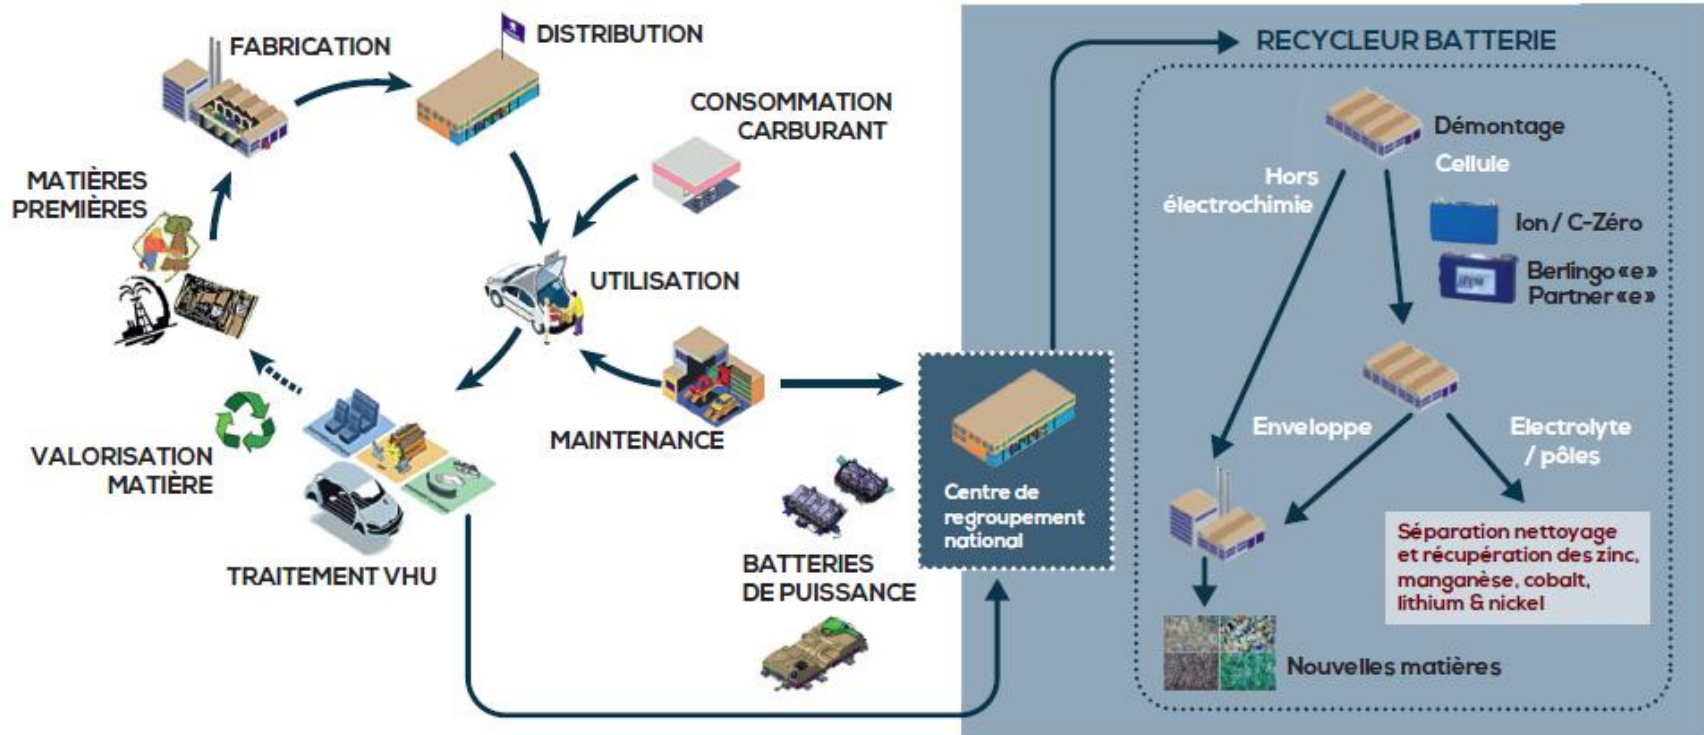 FABRICATION
DISTRIBUTION
CONSOMMATION
CARBURANT
MATIÈRES
PREMIÈRES
UTILISATION
MAINTENANCE
VALORISATION
MATIÈRE
TRAITEMENT VHU
BATTERIES
DE PUISSANCE
Centre de
regroupement
national
RECYCLEUR BATTERIE
Démontage
Cellule
Hors
électrochimie
Ion / C-Zéro
Berlingo «e»
Partner «e»
Enveloppe
Electrolyte
/ pôles
Séparation nettoyage
et récupération des zinc,
manganèse, cobalt,
lithium & nickel
Nouvelles matières